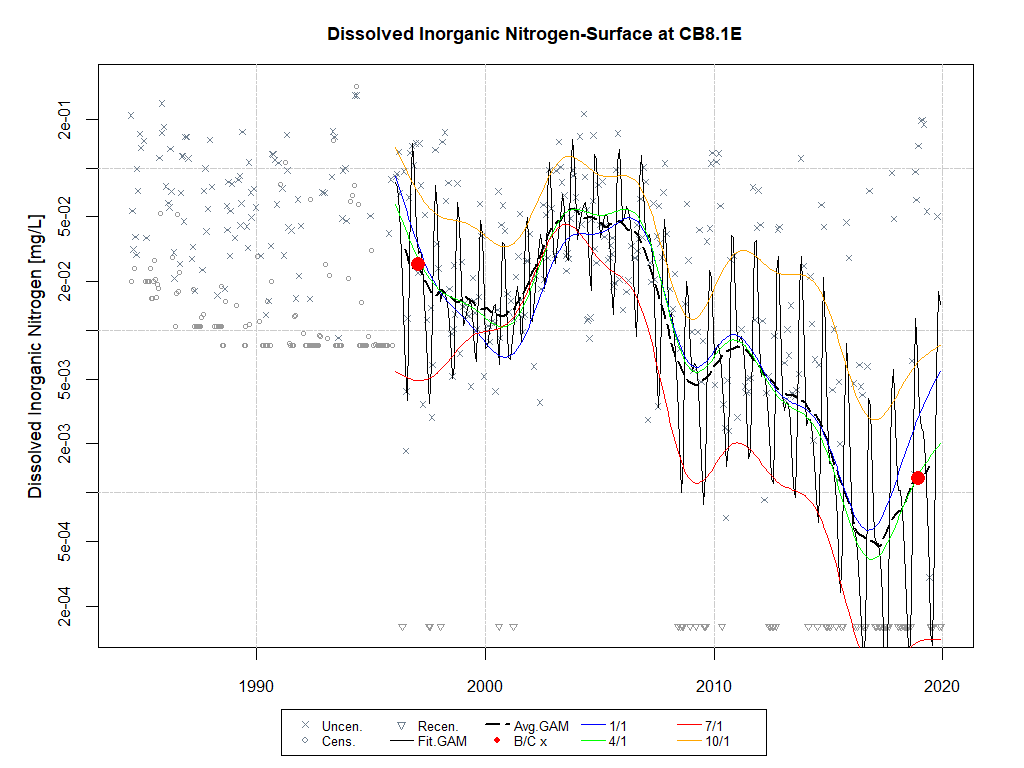 Dissolved Inorganic Nitrogen-Surface at CB8.1E
Dissolved Inorganic Nitrogen [mg/L]
2e-01
5e-02
2e-02
5e-03
2e-03
5e-04
2e-04
1990 2000 2010 2020
Uncen. Recen. Avg.GAM 1/1 7/1
Cens. Fit.GAM B/C x 4/1 10/1